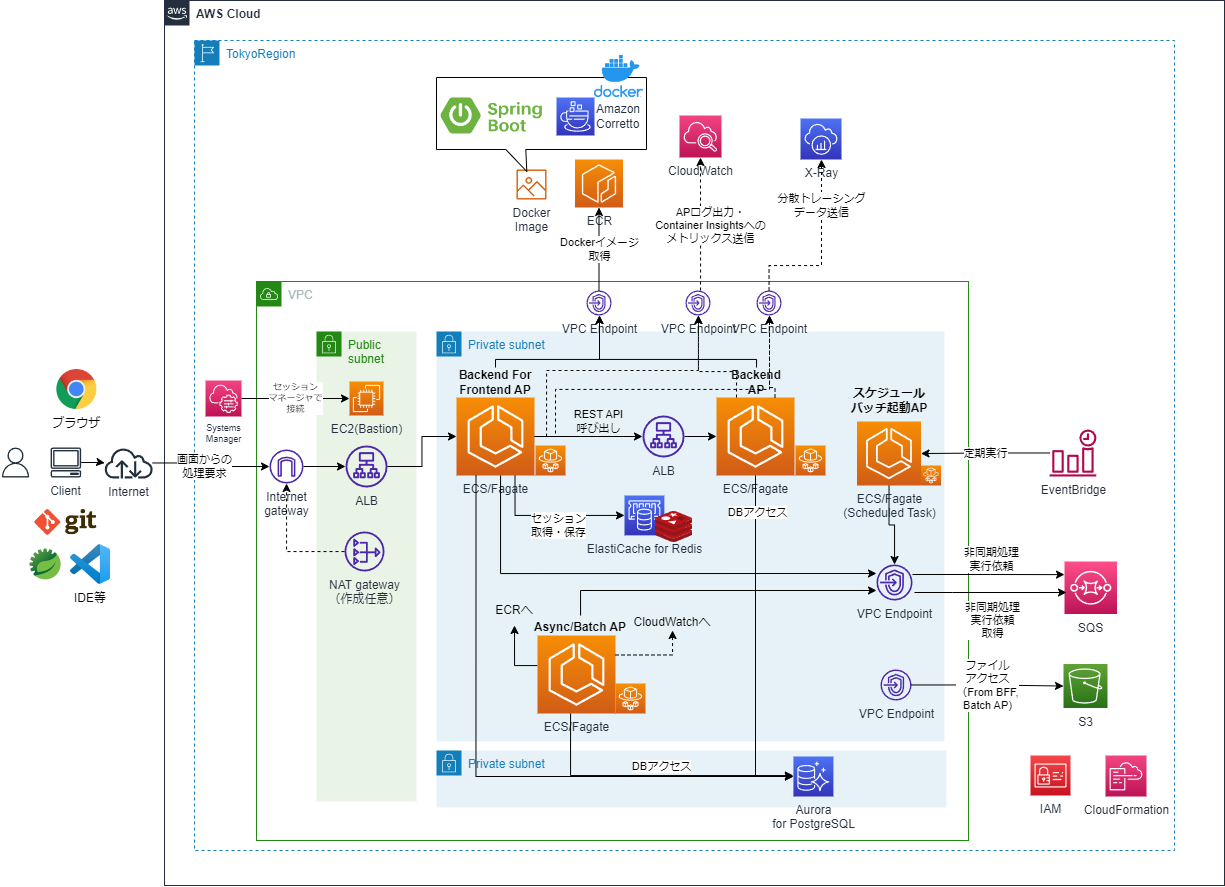 aws
AWS Cloud
TokyoRegion
docker
Spring
Boot
Amazon
Corretto
Docker
Image
ECR
Dockerイメージ
取得
CloudWatch
APログ出力・
Container Insightsへの
メトリックス送信
X-Ray
分散トレーシング
データ送信
VPC
VPC Endpoint
VPC Endpoint
VPC Endpoint
Public
subnet
Private subnet
Backend For
Frontend AP
Backend
AP
スケジュール
バッチ起動AP
ブラウザ
Systems
Manager
セッション
マネージャで
接続
EC2(Bastion)
REST API
呼び出し
ALB
ECS/Fagate
ECS/Fagate
ECS/Fagate
(Scheduled Task)
定期実行
EventBridge
Client
Internet
画面からの
処理要求
Internet
gateway
ALB
git
IDE等
NAT gateway
（作成任意）
セッション
取得・保存
ElastiCache for Redis
DBアクセス
非同期処理
実行依頼
VPC Endpoint
非同期処理
実行依頼
取得
SQS
ECRへ
Async/Batch AP
CloudWatchへ
ECS/Fagate
VPC Endpoint
ファイル
アクセス
（From BFF,
Batch AP)
S3
Private subnet
DBアクセス
Aurora
for PostgreSQL
IAM
CloudFormation